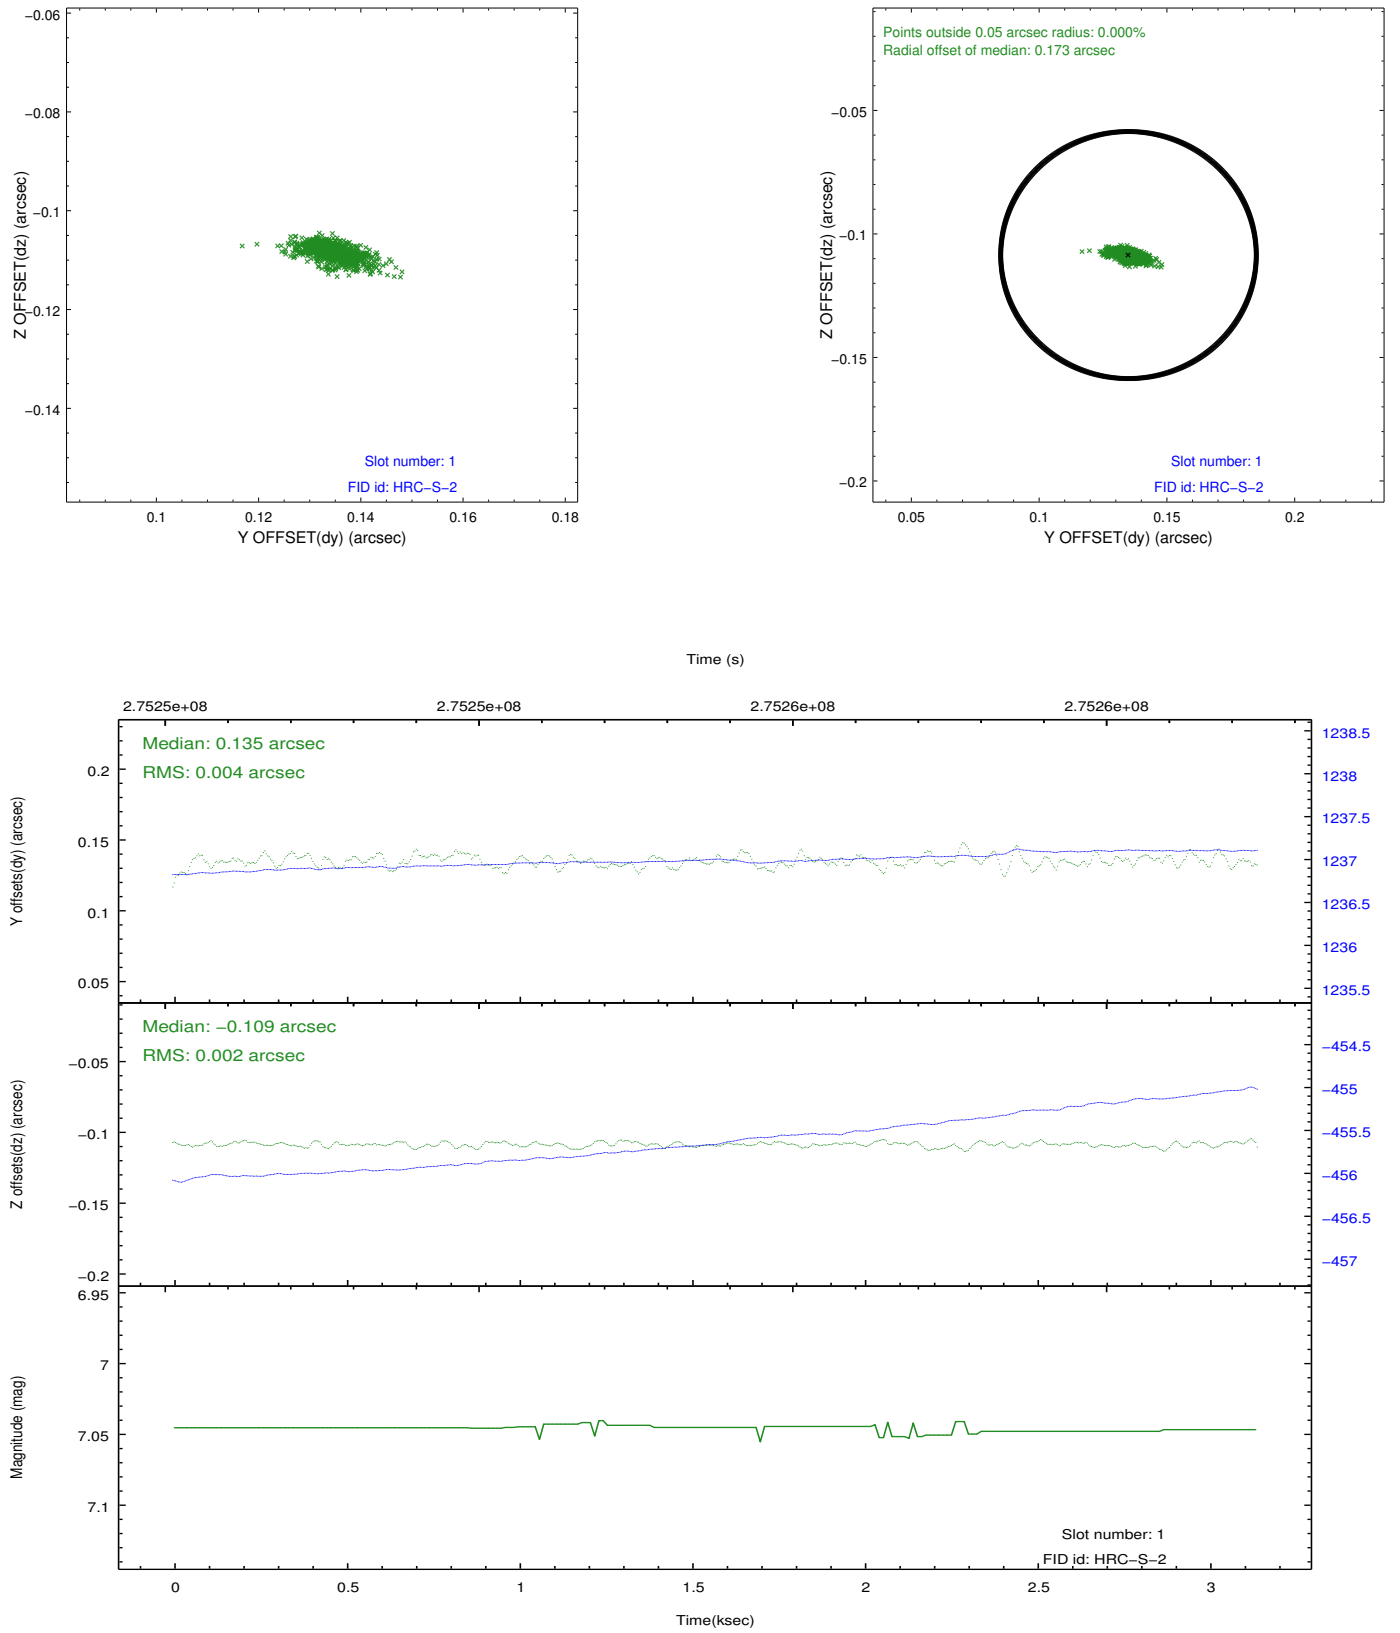 −0.06
−0.08
−0.1
−0.12
−0.14
Z OFFSET(dz) (arcsec)
Slot number: 1
FID id: HRC−S−2
0.1
0.12
0.14
0.16
0.18
Y OFFSET(dy) (arcsec)
Points outside 0.05 arcsec radius: 0.000%
Radial offset of median: 0.173 arcsec
−0.05
−0.1
−0.15
−0.2
Z OFFSET(dz) (arcsec)
Slot number: 1
FID id: HRC−S−2
0.05
0.1
0.15
0.2
Y OFFSET(dy) (arcsec)
Time (s)
2.7525e+08
2.7525e+08
2.7526e+08
2.7526e+08
Median: 0.135 arcsec
RMS: 0.004 arcsec
0.2
0.15
0.1
0.05
Y offsets(dy) (arcsec)
1238.5
1238
1237.5
1237
1236.5
1236
1235.5
Median: −0.109 arcsec
RMS: 0.002 arcsec
−0.05
−0.1
−0.15
−0.2
Z offsets(dz) (arcsec)
−454.5
−455
−455.5
−456
−456.5
−457
6.95
7
7.05
7.1
Magnitude (mag)
Slot number: 1
FID id: HRC−S−2
0
0.5
1
1.5
2
2.5
3
Time(ksec)